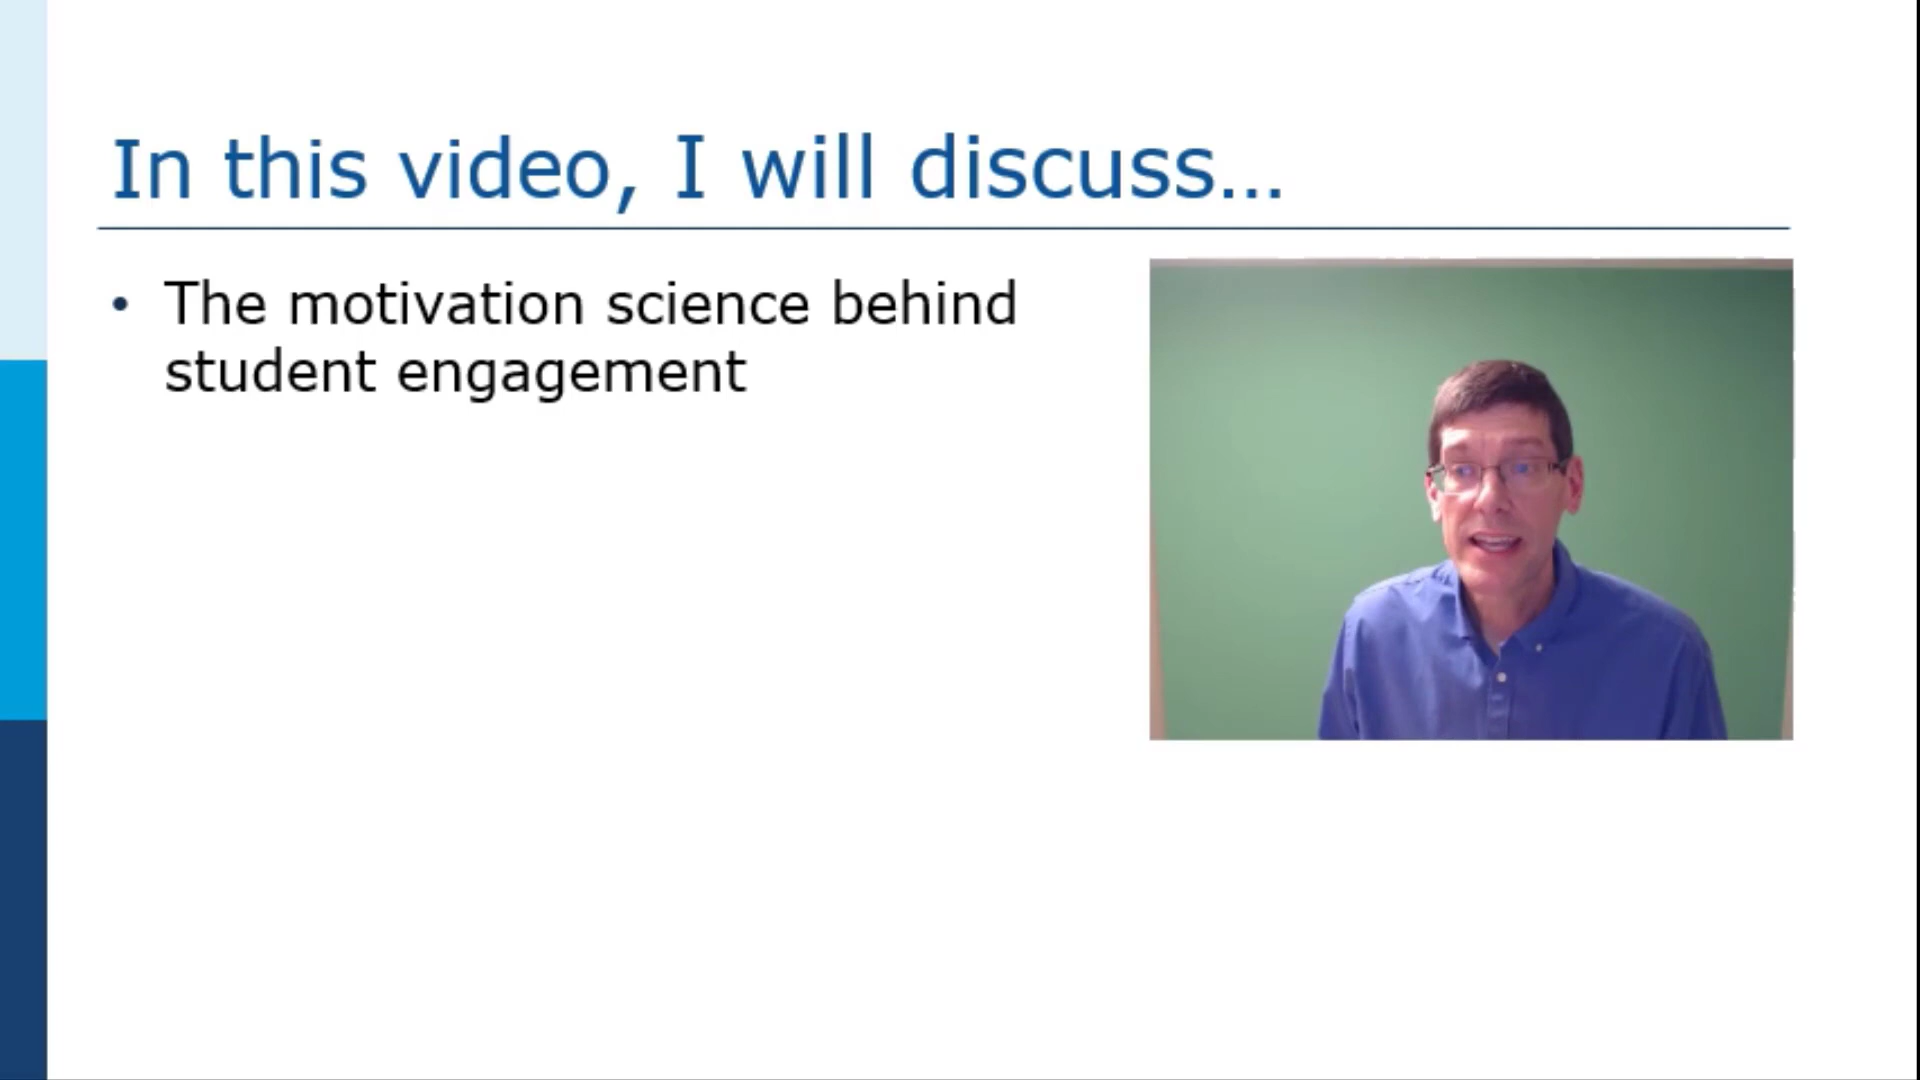 In this video, I will discuss...
• The motivation science behind
student engagement